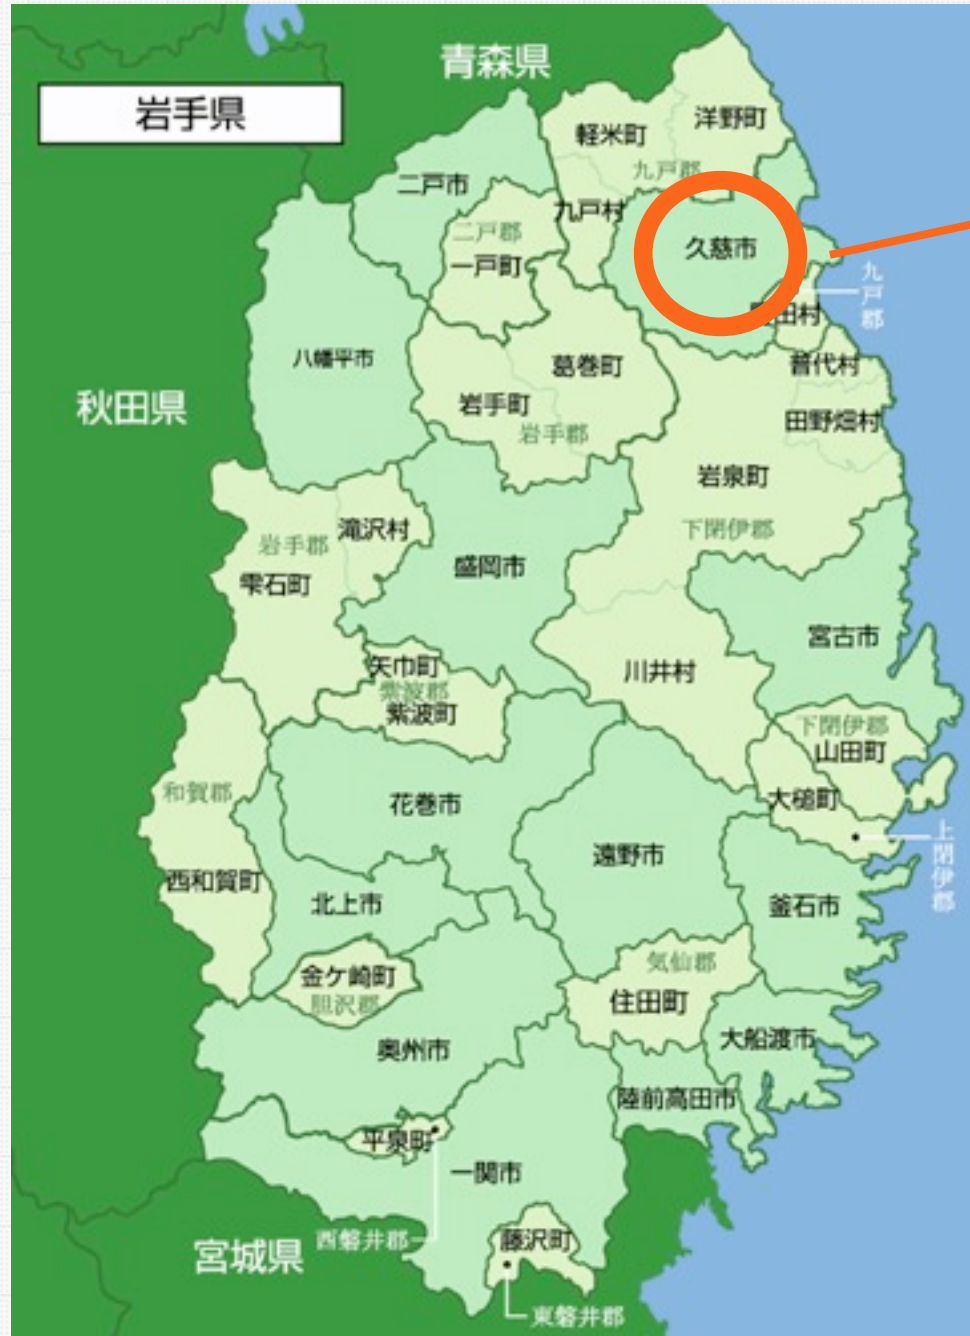 青森県
岩手県
洋野町
軽米町
九戸郡
二戸市
九戸村
二戸郡
一戸町
久慈市
九戸郡
田村
八幡平市
葛巻町
普代村
岩手町
岩手郡
田野畑村
秋田県
岩泉町
滝沢村
下閉伊郡
岩手郡
雫石町
盛岡市
宮古市
矢巾町
川井村
紫波郡
紫波町
下閉伊郡
山田町
和賀郡
花巻市
大槌町
上閉伊郡
遠野市
西和賀町
北上市
釜石市
金ケ崎町
胆沢郡
気仙郡
住田町
奥州市
大船渡市
陸前高田市
平泉町
一関市
西磐井郡
藤沢町
宮城県
東磐井郡